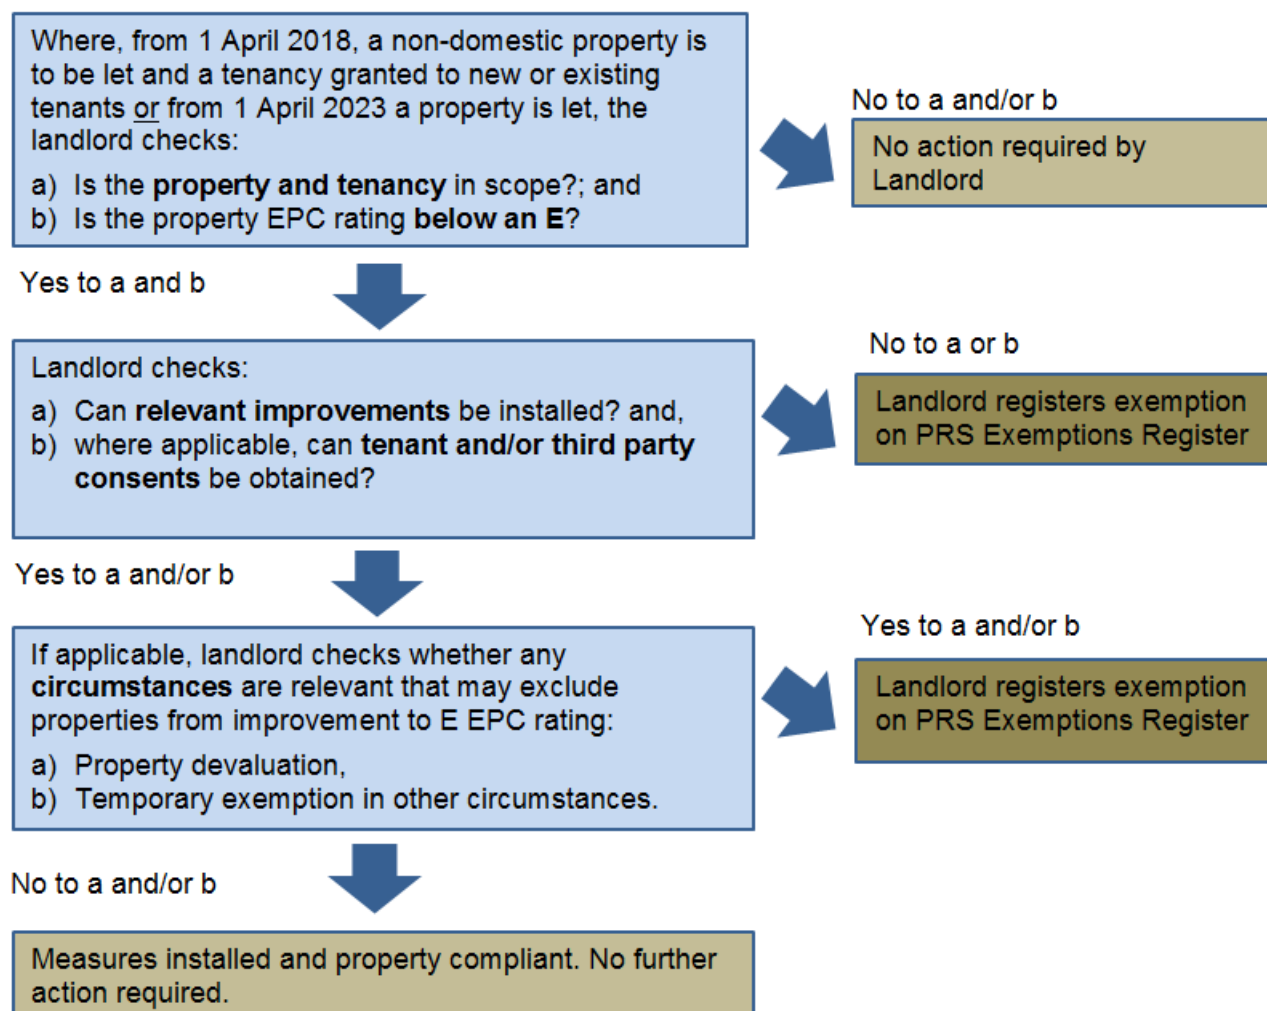 Where, from 1 April 2018, a non-domestic property is
to be let and a tenancy granted to new or existing
tenants or from 1 April 2023 a property is let, the
landlord checks:
a) Is the property and tenancy in scope?; and
b) Is the property EPC rating below an E?
No to a and/or b
No action required by
Landlord
Yes to a and b
Landlord checks:
a) Can relevant improvements be installed? and,
b) where applicable, can tenant and/or third party
consents be obtained?
No to a or b
Landlord registers exemption
on PRS Exemptions Register
Yes to a and/or b
If applicable, landlord checks whether any
circumstances are relevant that may exclude
properties from improvement to E EPC rating:
a) Property devaluation,
b) Temporary exemption in other circumstances.
Yes to a and/or b
Landlord registers exemption
on PRS Exemptions Register
No to a and/or b
Measures installed and property compliant. No further
action required.